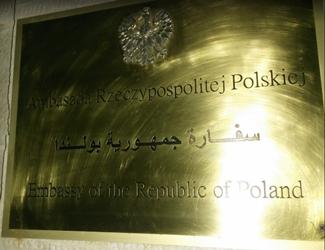 Ambasada Rzeczypospolitej Polskiej
سفارة جمهورية بولندا
Embassy of the Republic of Poland